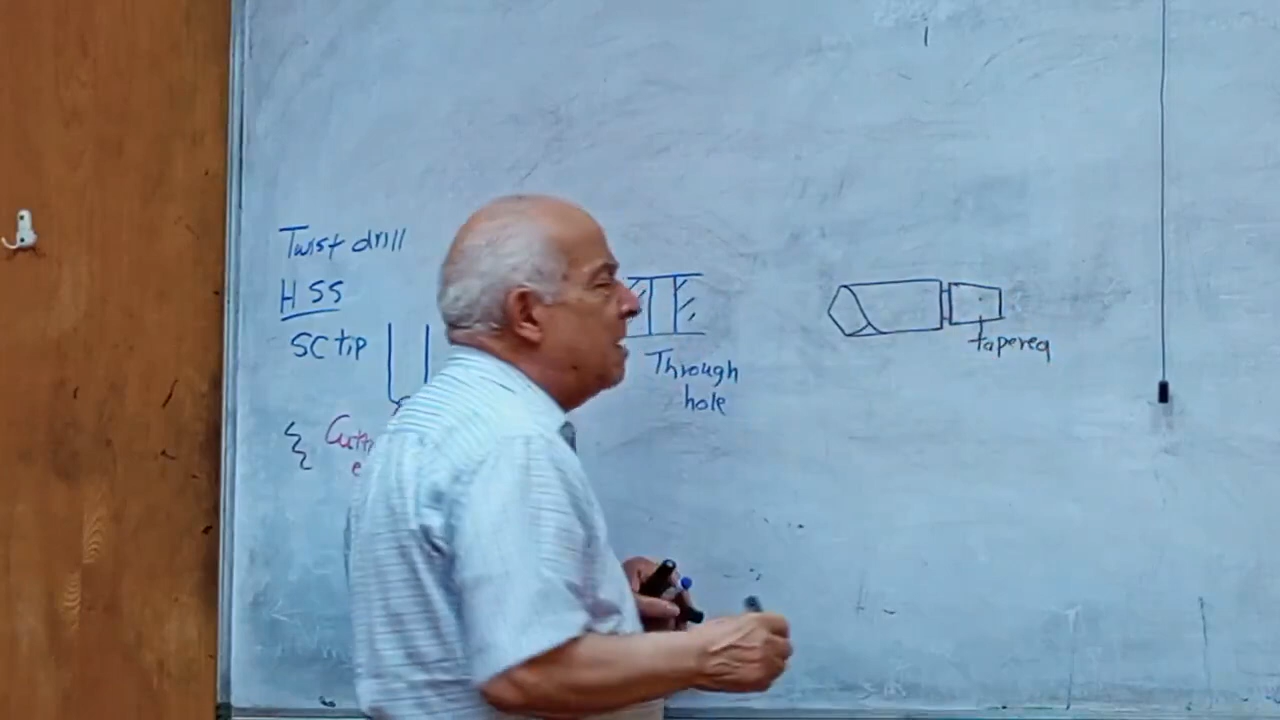 Twist drill
HSS
SC tip
Through
hole
tapered